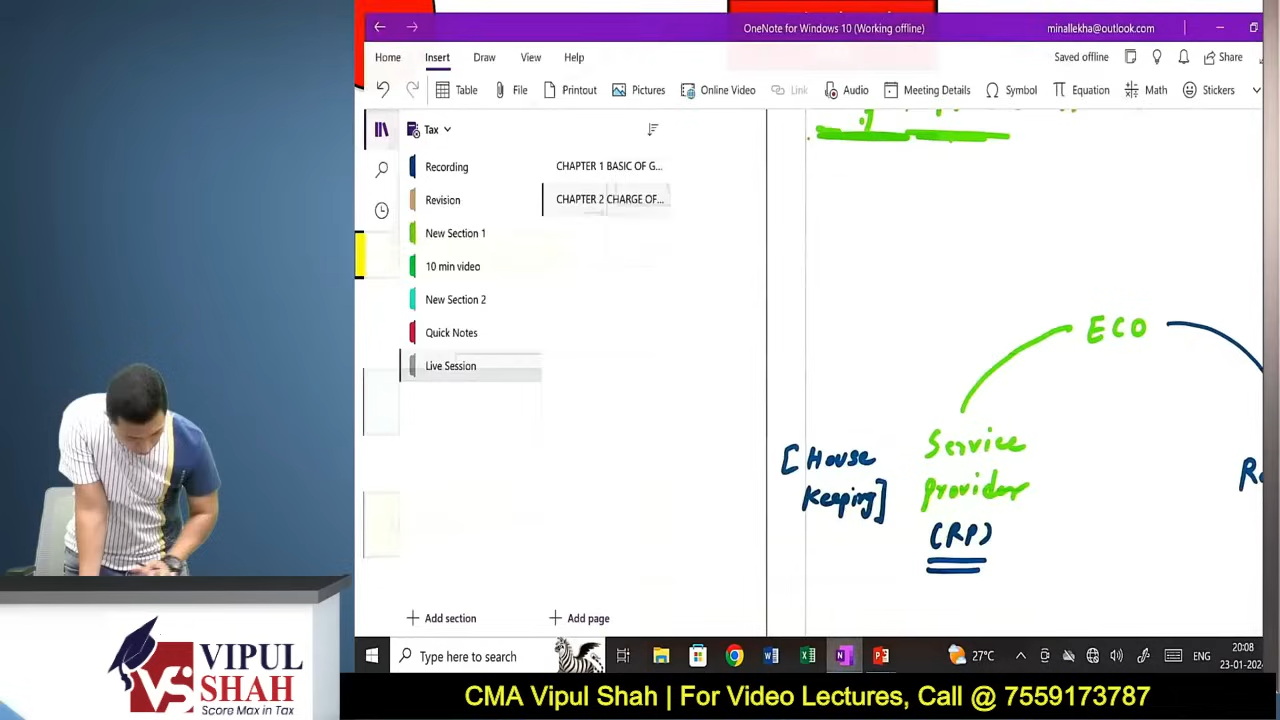 OneNote for Windows 10 (Working offline)
minallekha@outlook.com
Home
Insert
Draw
View
Help
Saved offline
Share
Table
File
Printout
Pictures
Online Video
Link
Audio
Meeting Details
Symbol
Equation
Math
Stickers
Tax
Recording
Revision
New Section 1
10 min video
New Section 2
Quick Notes
Live Session
CHAPTER 1 BASIC OF G...
CHAPTER 2 CHARGE OF...
ECO
Service
Provider
(RP)
[House
Keeping]
Add section
Add page
Type here to search
27°C
ENG
20:08
23-01-202
VIPUL
SHAH
Score Max in Tax
VS
CMA Vipul Shah | For Video Lectures, Call @ 7559173787